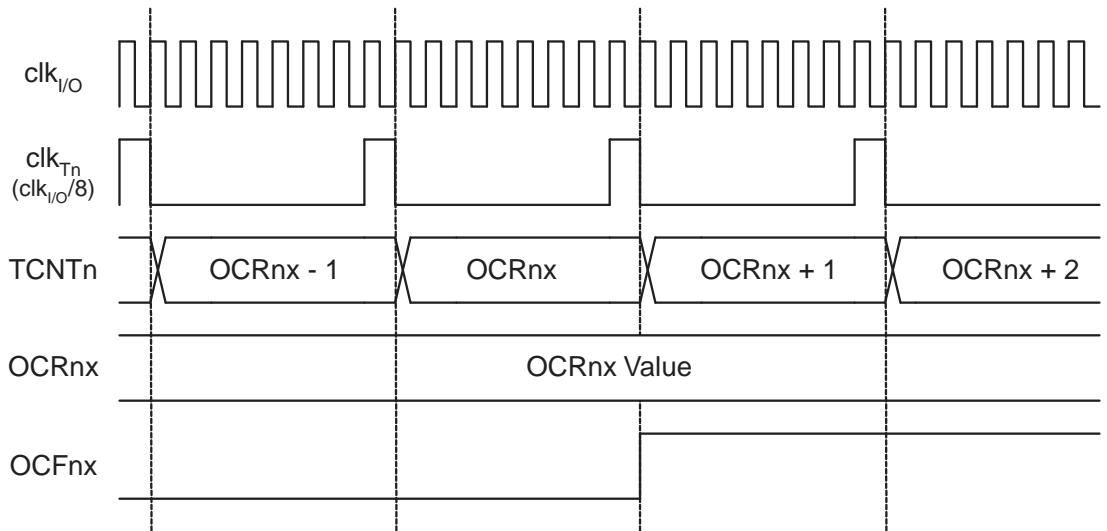 clkI/O
clkTn
(clkI/O/8)
TCNTn
OCRnx - 1
OCRnx
OCRnx + 1
OCRnx + 2
OCRnx
OCRnx Value
OCFnx